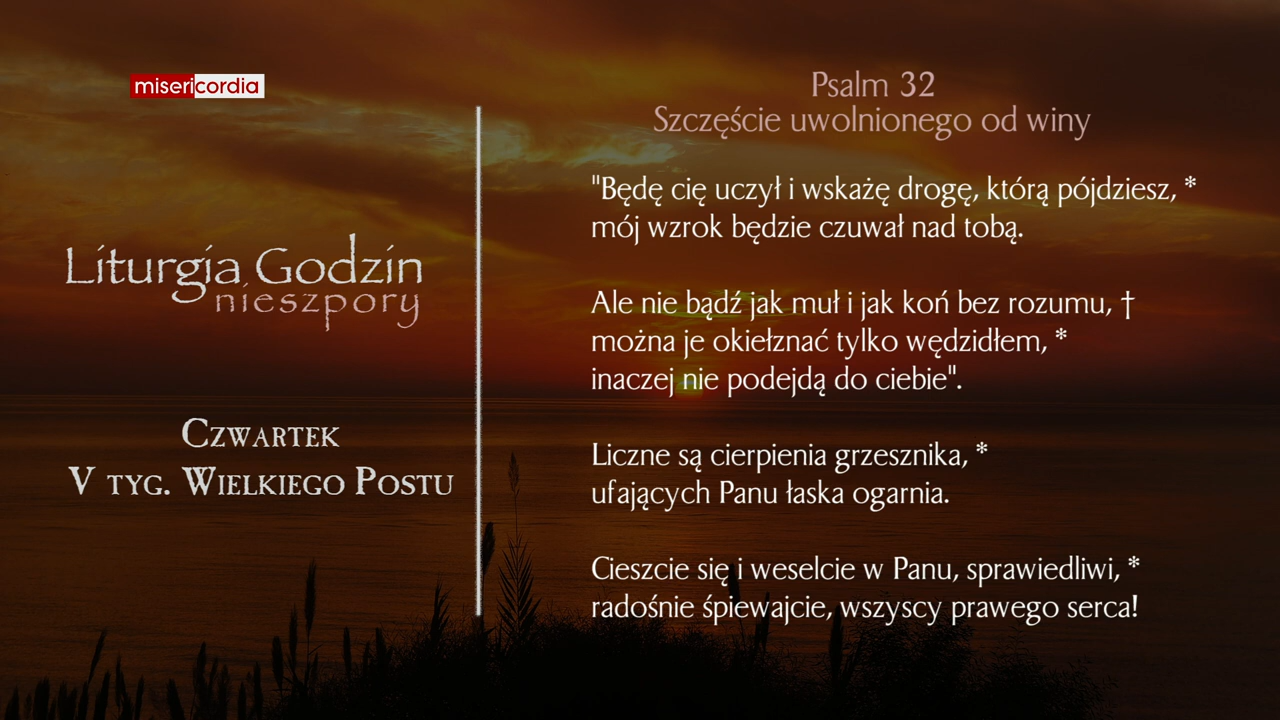 misericordia
Liturgia Godzin
nieszpory
Czwartek
V tyg. Wielkiego Postu
Psalm 32
Szczęście uwolnionego od winy
"Będę cię uczył i wskażę drogę, którą pójdziesz, *
mój wzrok będzie czuwał nad tobą.
Ale nie bądź jak muł i jak koń bez rozumu, †
można je okiełznać tylko wędzidłem, *
inaczej nie podejdą do ciebie".
Liczne są cierpienia grzesznika, *
ufających Panu łaska ogarnia.
Cieszcie się i weselcie w Panu, sprawiedliwi, *
radośnie śpiewajcie, wszyscy prawego serca!